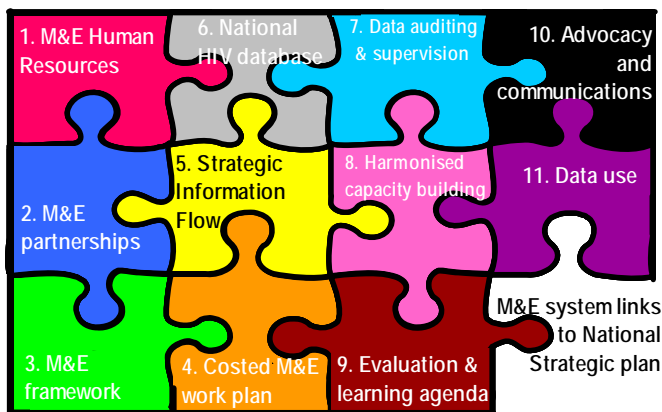 1. M&E Human
Resources
6. National
HIV database
7. Data auditing
& supervision
10. Advocacy
and
communications
2. M&E
partnerships
5. Strategic
Information
Flow
8. Harmonised
capacity building
11. Data use
3. M&E
framework
4. Costed M&E
work plan
9. Evaluation &
learning agenda
M&E system links
to National
Strategic plan